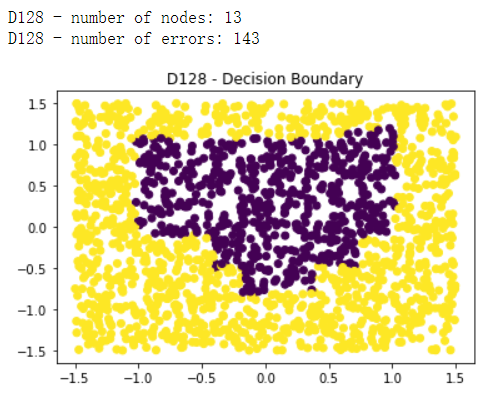 D128 - number of nodes: 13
D128 - number of errors: 143
D128 - Decision Boundary
1.5
1.0
0.5
0.0
−0.5
−1.0
−1.5
−1.5 −1.0 −0.5 0.0 0.5 1.0 1.5